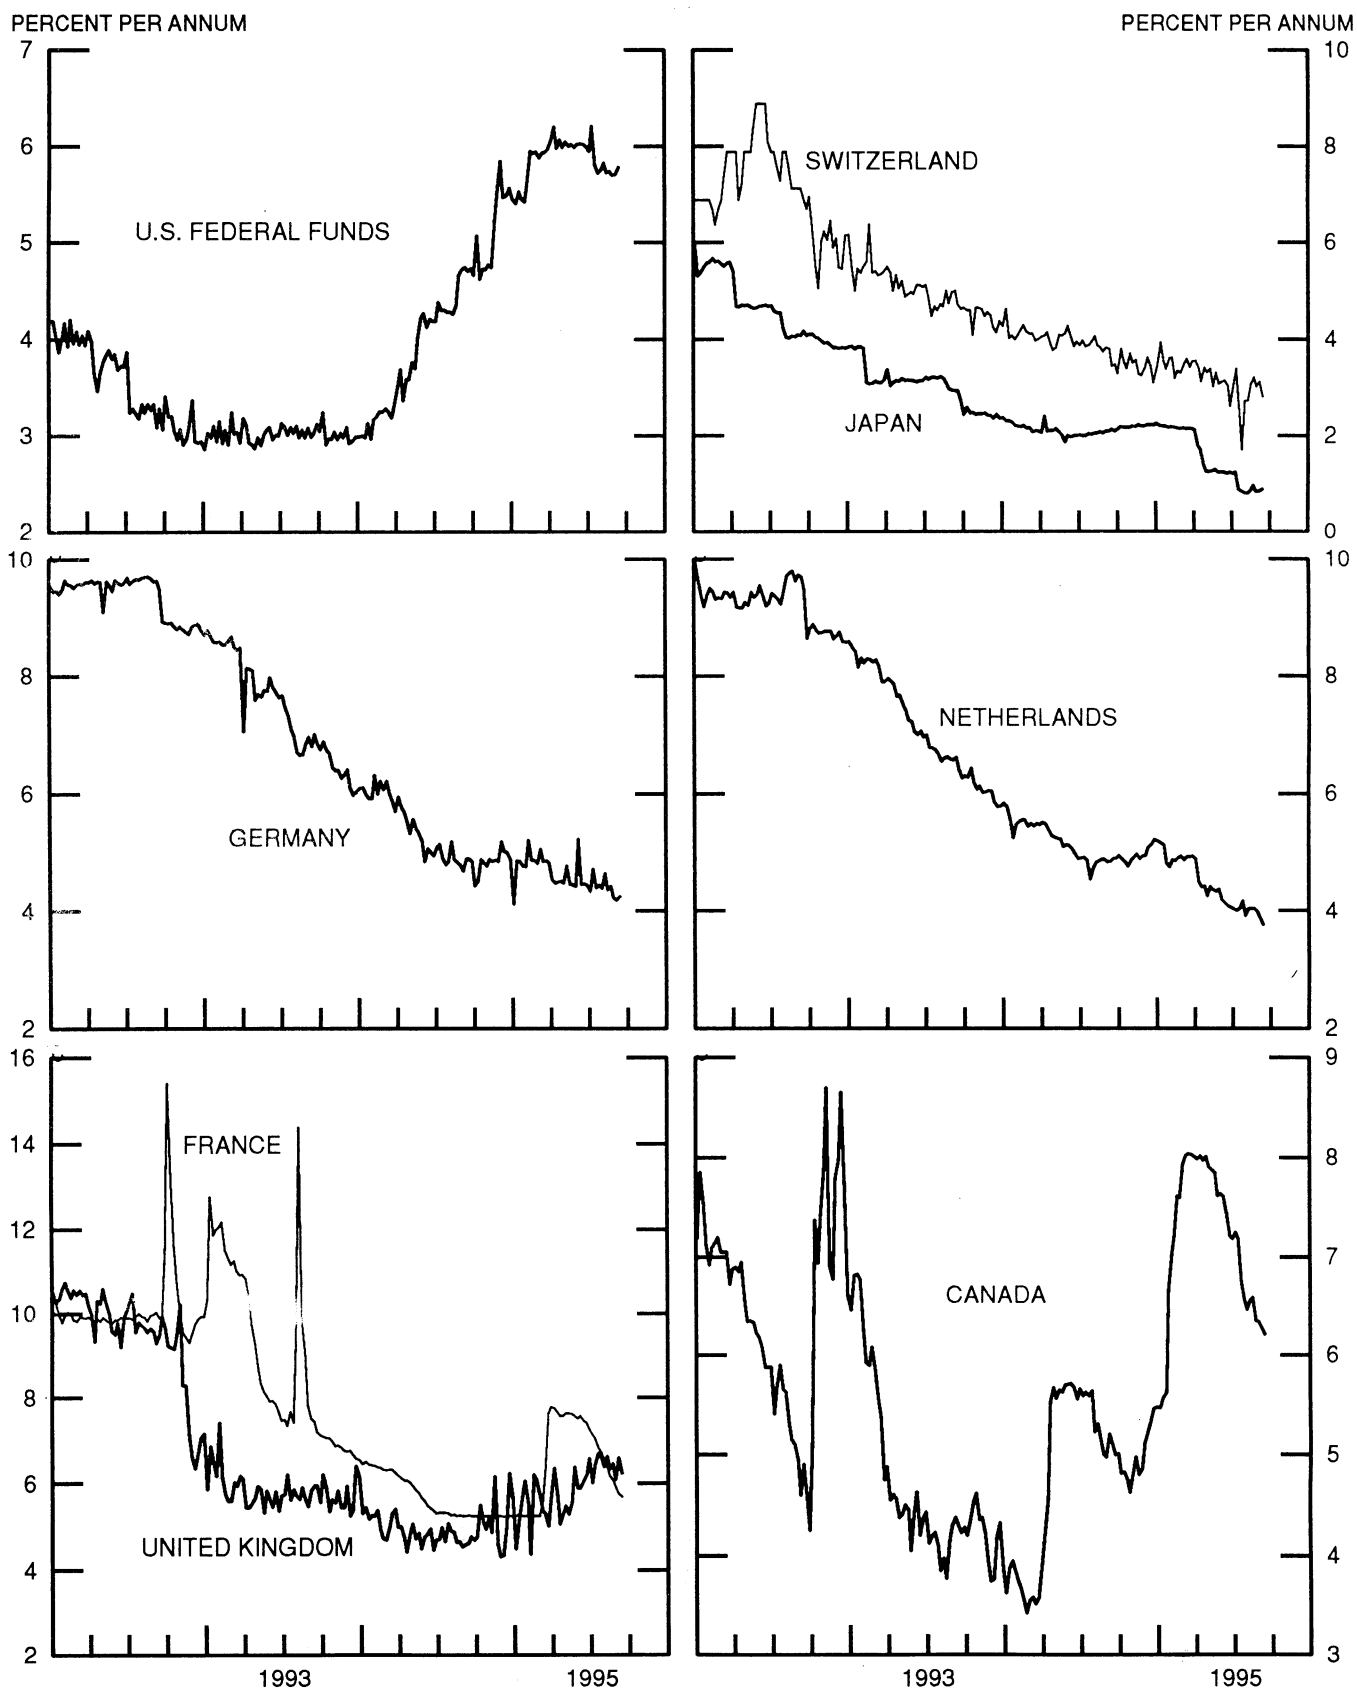 PERCENT PER ANNUM PERCENT PER ANNUM
7 10
6 8
SWITZERLAND
U.S. FEDERAL FUNDS
5 6
4 4
JAPAN
3 2
2 0
10 10
8 8
NETHERLANDS
6 6
GERMANY
4 4
2 2
16 9
14 8
FRANCE
12 7
CANADA
10 6
8 5
6 4
UNITED KINGDOM
4
2 3
1993 1995 1993 1995